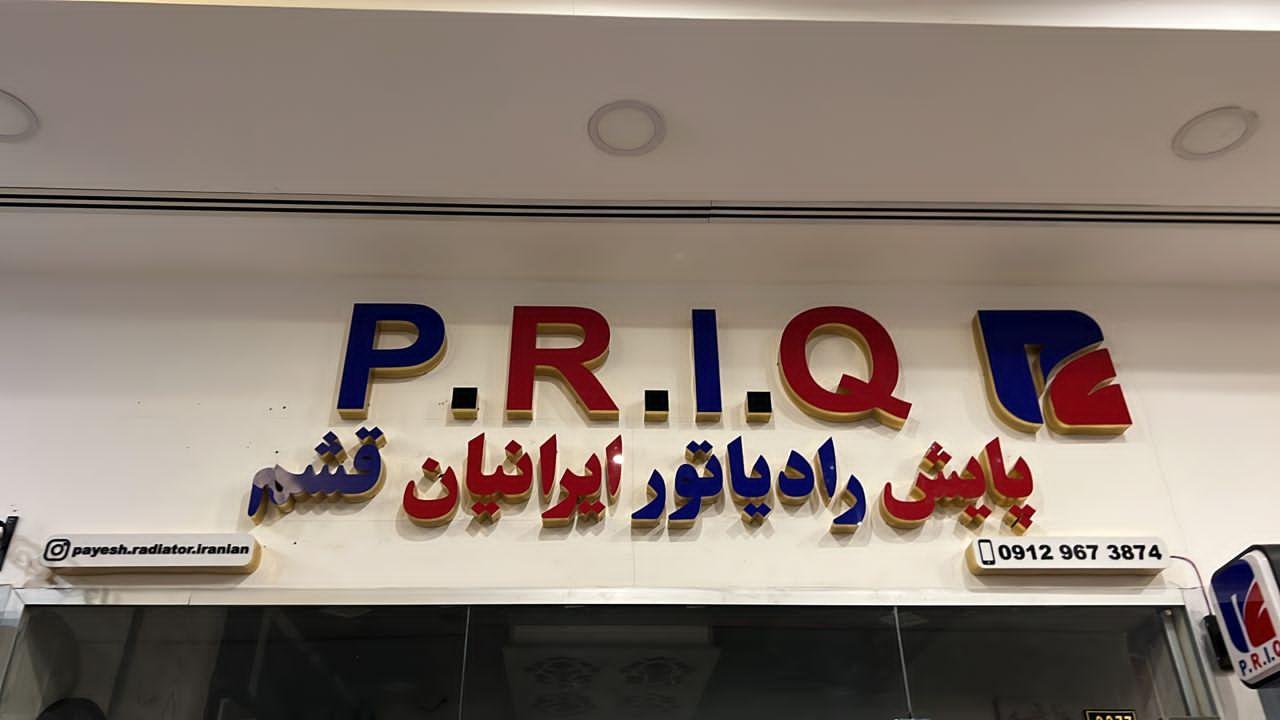 P.R.I.Q
پایش رادیاتور ایرانیان قشم
payesh.radiator.iranian
0912 967 3874
P.R.I.Q